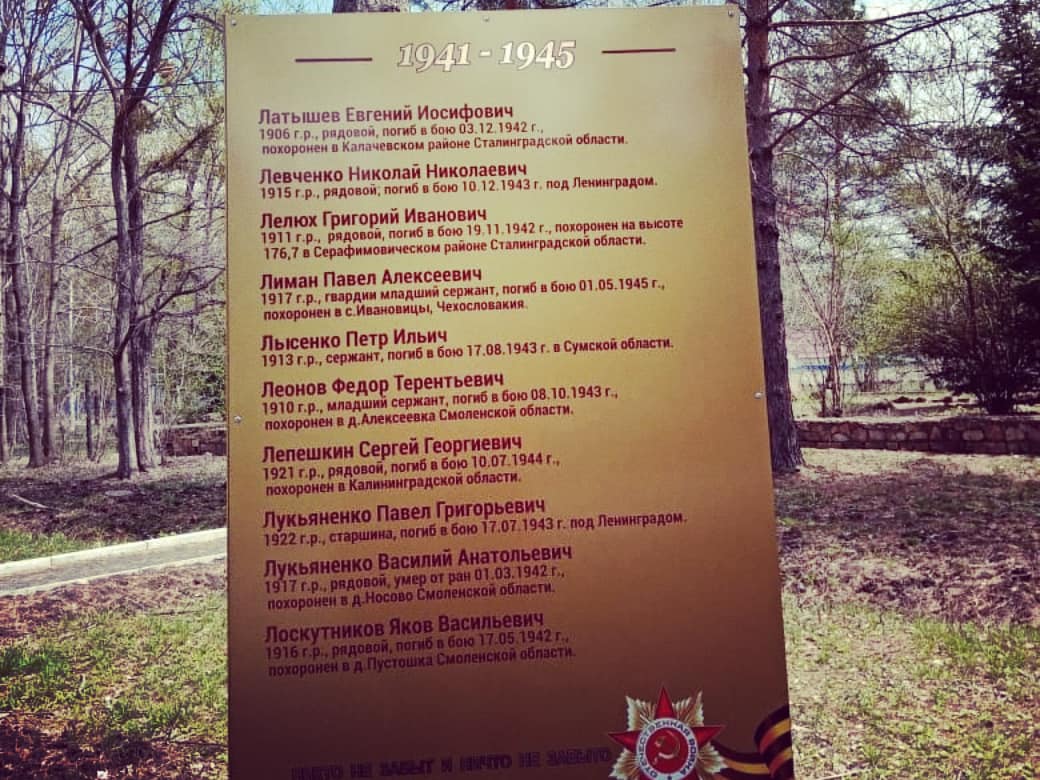 1941 - 1945
Латышев Евгений Иосифович
1906 г.р., рядовой, погиб в бою 03.12.1942 г.,
похоронен в Калачевском районе Сталинградской области.
Левченко Николай Николаевич
1915 г.р., рядовой, погиб в бою 10.12.1943 г. под Ленинградом.
Лелюх Григорий Иванович
1911 г.р., рядовой, погиб в бою 19.11.1942 г., похоронен на высоте
176,7 в Серафимовическом районе Сталинградской области.
Лиман Павел Алексеевич
1917 г.р., гвардии младший сержант, погиб в бою 01.05.1945 г.,
похоронен в с.Ивановицы, Чехословакия.
Лысенко Петр Ильич
1913 г.р., сержант, погиб в бою 17.08.1943 г. в Сумской области.
Леонов Федор Терентьевич
1910 г.р., младший сержант, погиб в бою 08.10.1943 г.,
похоронен в д.Алексеевка Смоленской области.
Лепешкин Сергей Георгиевич
1921 г.р., рядовой, погиб в бою 10.07.1944 г.,
похоронен в Калининградской области.
Лукьяненко Павел Григорьевич
1922 г.р., старшина, погиб в бою 17.07.1943 г. под Ленинградом.
Лукьяненко Василий Анатольевич
1917 г.р., рядовой, умер от ран 01.03.1942 г.,
похоронен в д.Носово Смоленской области.
Лоскутников Яков Васильевич
1916 г.р., рядовой, погиб в бою 17.05.1942 г.,
похоронен в д.Пустошка Смоленской области.
НИКТО НЕ ЗАБЫТ И НИЧТО НЕ ЗАБЫТО
ОТЕЧЕСТВЕННАЯ ВОЙНА